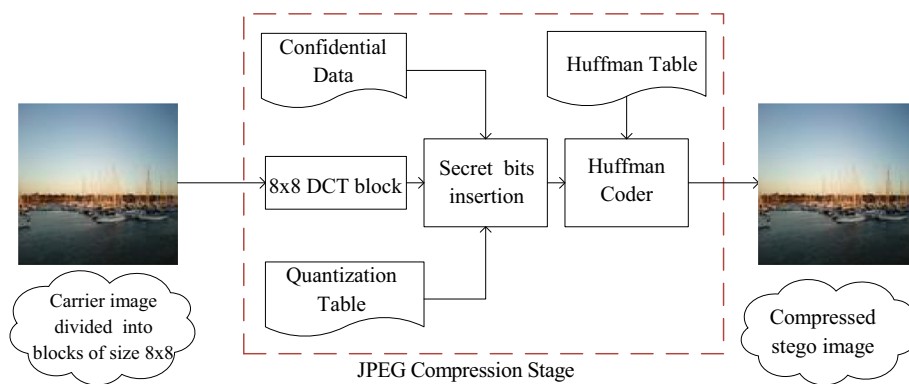 Confidential
Data
Huffman Table
8x8 DCT block
Secret bits
insertion
Huffman
Coder
Quantization
Table
Carrier image
divided into
blocks of size 8x8
Compressed
stego image
JPEG Compression Stage